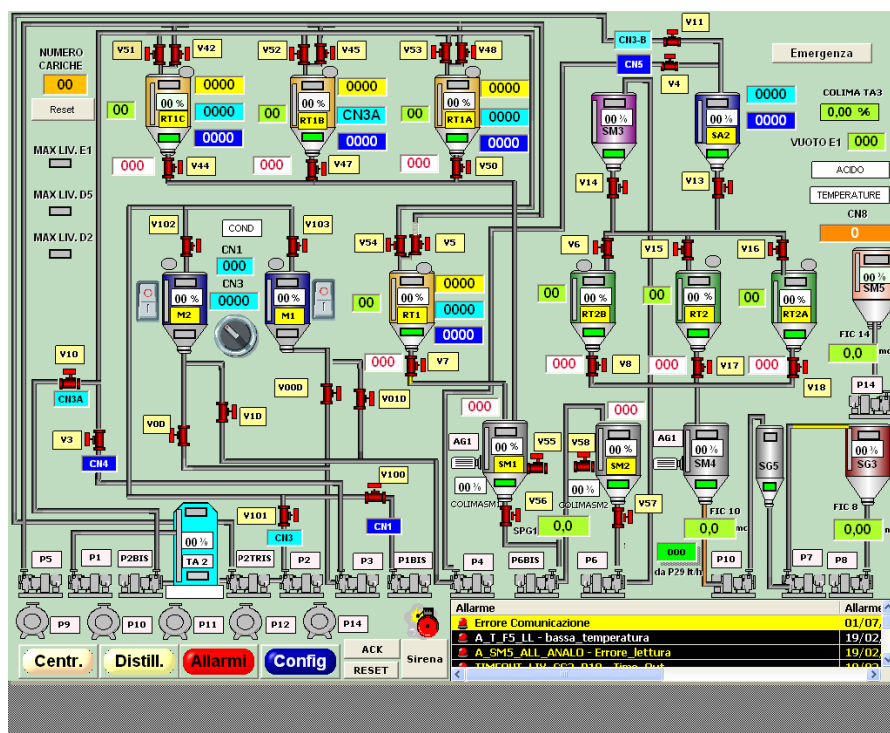 V51
V42
V52
V45
V53
V48
V11
CN3-B
Emergenza
NUMERO
CARICHE
00
Reset
CN5
V4
00 %
RT1C
00
0000
0000
0000
00 %
RT1B
00
0000
CN3A
0000
00 %
RT1A
00
0000
0000
0000
00 %
SM3
00 %
SA2
0000
0000
COLIMA TA3
0,00 %
VUOTO E1
000
MAX LIV. E1
MAX LIV. D5
MAX LIV. D2
000
V44
000
V47
000
V50
V14
V13
ACIDO
TEMPERATURE
CN8
0
V102
COND
V103
CN1
000
CN3
0000
V54
V5
V6
V15
V16
00 %
M2
00 %
M1
00
00 %
RT1
0000
0000
0000
00
00 %
RT2B
00
00 %
RT2
00
00 %
RT2A
00 %
SM5
FIC 14
0,0
V10
CN3A
V3
CN4
V0D
V1D
V00D
V01D
000
V7
000
V8
000
V17
000
V18
P14
000
000
AG1
00 %
SM1
V55
V58
00 %
SM2
AG1
00 %
SM4
SG5
00 %
SG3
00 %
COLIMASM1
V56
SPG1
0,0
00 %
COLIMASM2
V57
FIC 10
0,0
mc
FIC 8
0,00
V100
CN1
V101
CN3
00 %
TA 2
000
da P29 lt/h
P5
P1
P2BIS
P2TRIS
P2
P3
P1BIS
P4
P6BIS
P6
P10
P7
P8
P9
P10
P11
P12
P14
Centr.
Distill.
Allarmi
Config
ACK
RESET
Sirena
Allarme
Allarme
Errore Comunicazione
01/07,
A_T_F5_LL - bassa_temperatura
19/02,
A_SM5_ALL_ANALO - Errore_lettura
19/02,